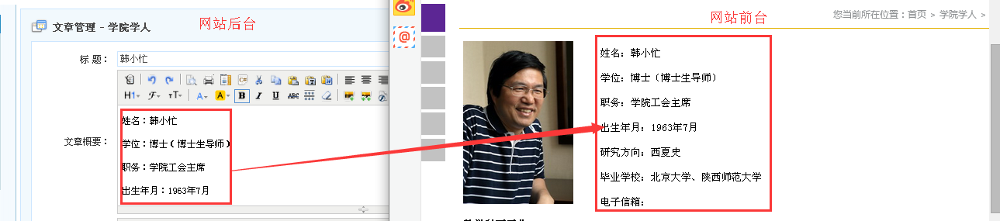 文章管理 - 学院学人
网站后台
标 题：
韩小忙
文章概要：
姓名：韩小忙
学位：博士（博士生导师）
职务：学院工会主席
出生年月：1963年7月
网站前台
您当前所在位置：首页 > 学院学人 >
姓名：韩小忙
学位：博士（博士生导师）
职务：学院工会主席
出生年月：1963年7月
研究方向：西夏史
毕业学校：北京大学、陕西师范大学
电子信箱：